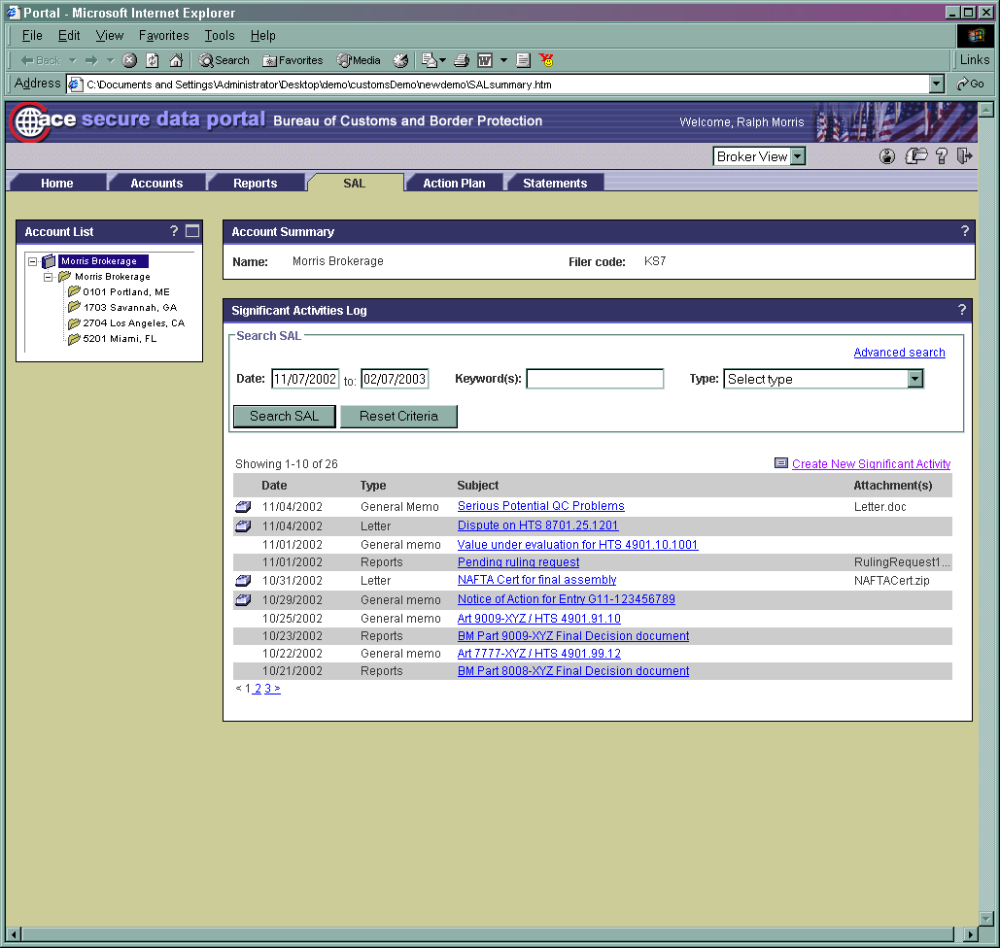 Portal - Microsoft Internet Explorer
File Edit View Favorites Tools Help
Back Search Favorites Media Links
Address C:\Documents and Settings\Administrator\Desktop\demo\customsDemo\newdemo\SALsummary.htm Go
ace secure data portal Bureau of Customs and Border Protection Welcome, Ralph Morris
Broker View ?
Home Accounts Reports SAL Action Plan Statements
Account List ?
Morris Brokerage
Morris Brokerage
0101 Portland, ME
1703 Savannah, GA
2704 Los Angeles, CA
5201 Miami, FL
Account Summary ?
Name: Morris Brokerage Filer code: KS7
Significant Activities Log ?
Search SAL
Advanced search
Date: 11/07/2002 to: 02/07/2003 Keyword(s): Type: Select type
Search SAL Reset Criteria
Showing 1-10 of 26 Create New Significant Activity
Date Type Subject Attachment(s)
11/04/2002 General Memo Serious Potential QC Problems Letter.doc
11/04/2002 Letter Dispute on HTS 8701.25.1201
11/01/2002 General memo Value under evaluation for HTS 4901.10.1001
11/01/2002 Reports Pending ruling request RulingRequest1...
10/31/2002 Letter NAFTA Cert for final assembly NAFTACert.zip
10/29/2002 General memo Notice of Action for Entry G11-123456789
10/25/2002 General memo Art 9009-XYZ / HTS 4901.91.10
10/23/2002 Reports BM Part 9009-XYZ Final Decision document
10/22/2002 General memo Art 7777-XYZ / HTS 4901.99.12
10/21/2002 Reports BM Part 8008-XYZ Final Decision document
< 1 2 3 >